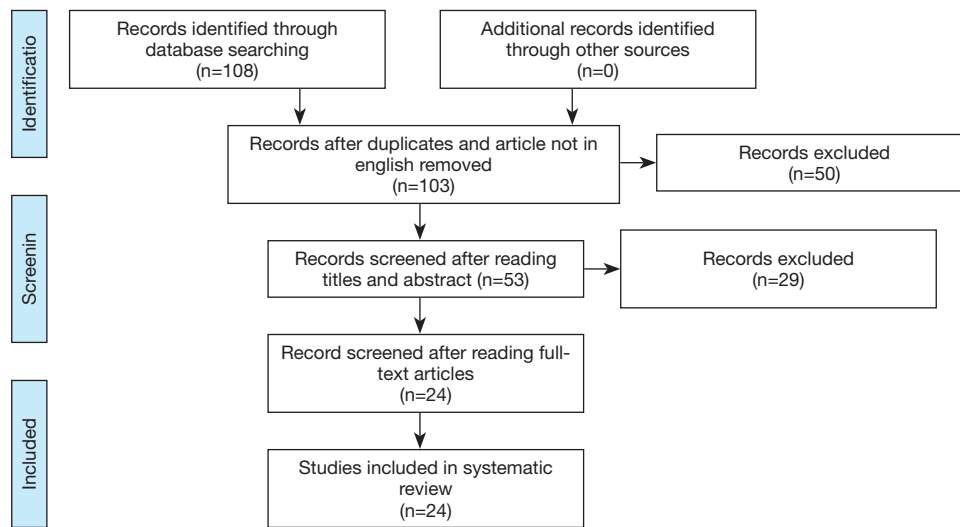 Identificatio
Records identified through
database searching
(n=108)
Additional records identified
through other sources
(n=0)
Records after duplicates and article not in
english removed
(n=103)
Records excluded
(n=50)
Screenin
Records screened after reading
titles and abstract (n=53)
Records excluded
(n=29)
Record screened after reading full-
text articles
(n=24)
Included
Studies included in systematic
review
(n=24)